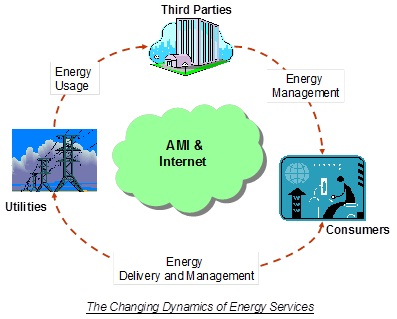 Third Parties
Energy
Usage
Energy
Management
AMI &
Internet
Utilities
Consumers
Energy
Delivery and Management
The Changing Dynamics of Energy Services